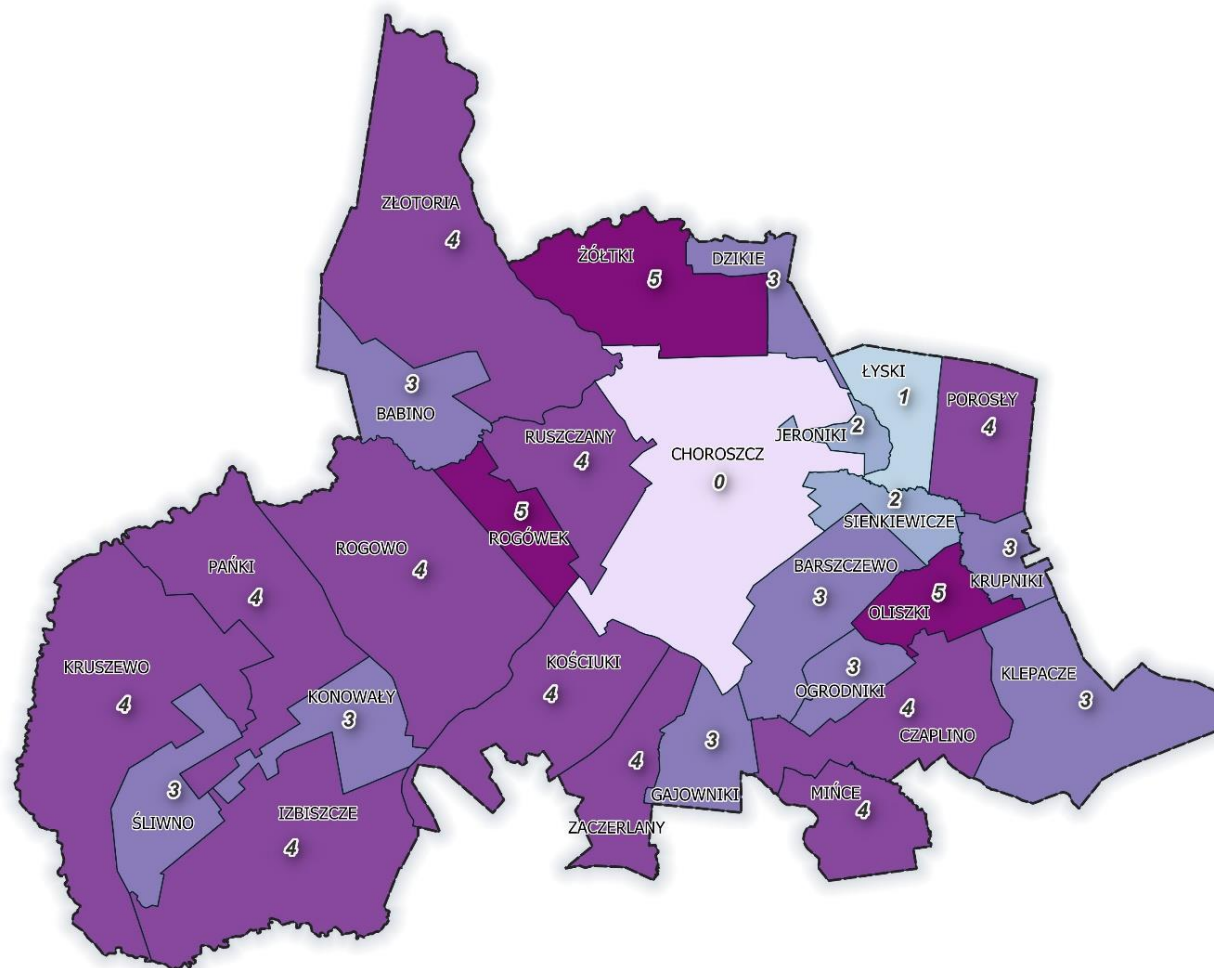 ZŁOTORIA
4
ŻÓŁTKI
5
DZIKIE
3
ŁYSKI
1
POROSŁY
4
3
BABINO
RUSZCZANY
4
JERONIKI
2
CHOROSZCZ
0
2
SIENKIEWICZE
5
ROGÓWEK
ROGOWO
4
PAŃKI
4
BARSZCZEWO
3
3
KRUPNIKI
5
OLISZKI
KRUSZEWO
4
KONOWAŁY
3
KOŚCIUKI
4
3
OGRODNIKI
KLEPACZE
3
4
CZAPLINO
3
GAJOWNIKI
4
ZACZERLANY
MIŃCE
4
3
ŚLIWNO
IZBISZCZE
4